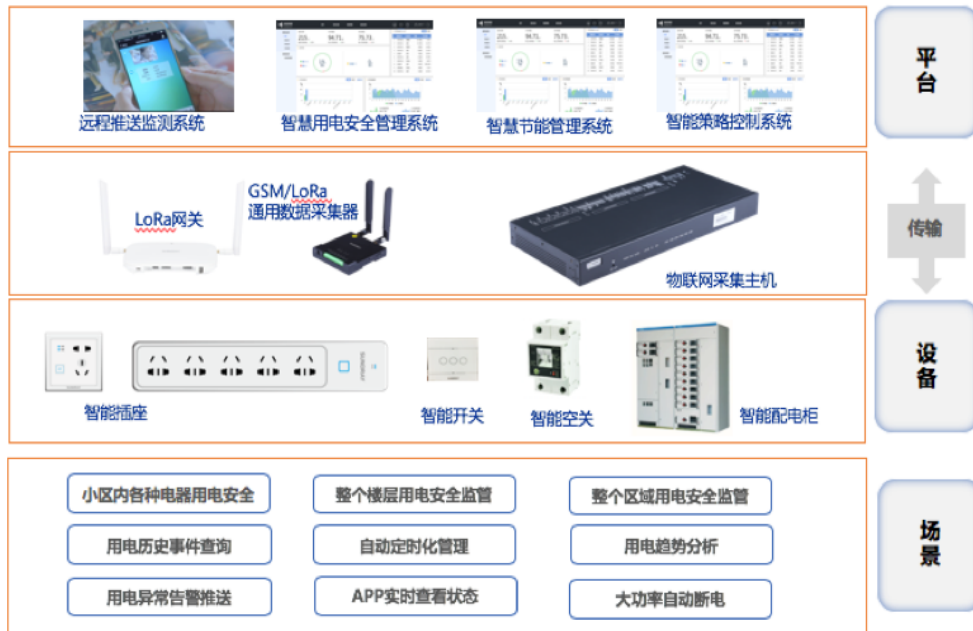 远程推送监测系统
智慧用电安全管理系统
智慧节能管理系统
智能策略控制系统
平台
LoRa网关
GSM/LoRa
通用数据采集器
物联网采集主机
传输
智能插座
智能开关
智能空关
智能配电柜
设备
小区内各种电器用电安全
整个楼层用电安全监管
整个区域用电安全监管
用电历史事件查询
自动定时化管理
用电趋势分析
用电异常告警推送
APP实时查看状态
大功率自动断电
场景